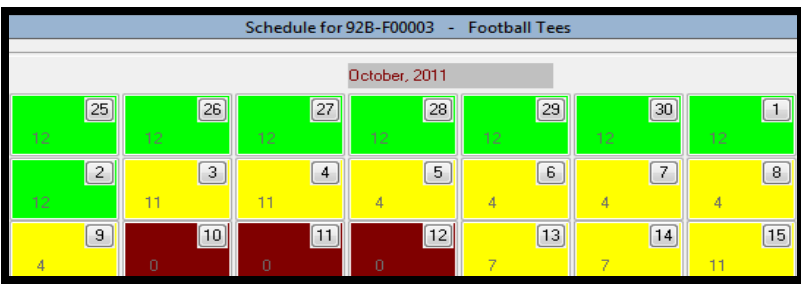 Schedule for 92B-F00003 - Football Tees
October, 2011
25 26 27 28 29 30 1
12 12 12 12 12 12 12
2 3 4 5 6 7 8
12 11 11 4 4 4 4
9 10 11 12 13 14 15
4 0 0 0 7 7 11